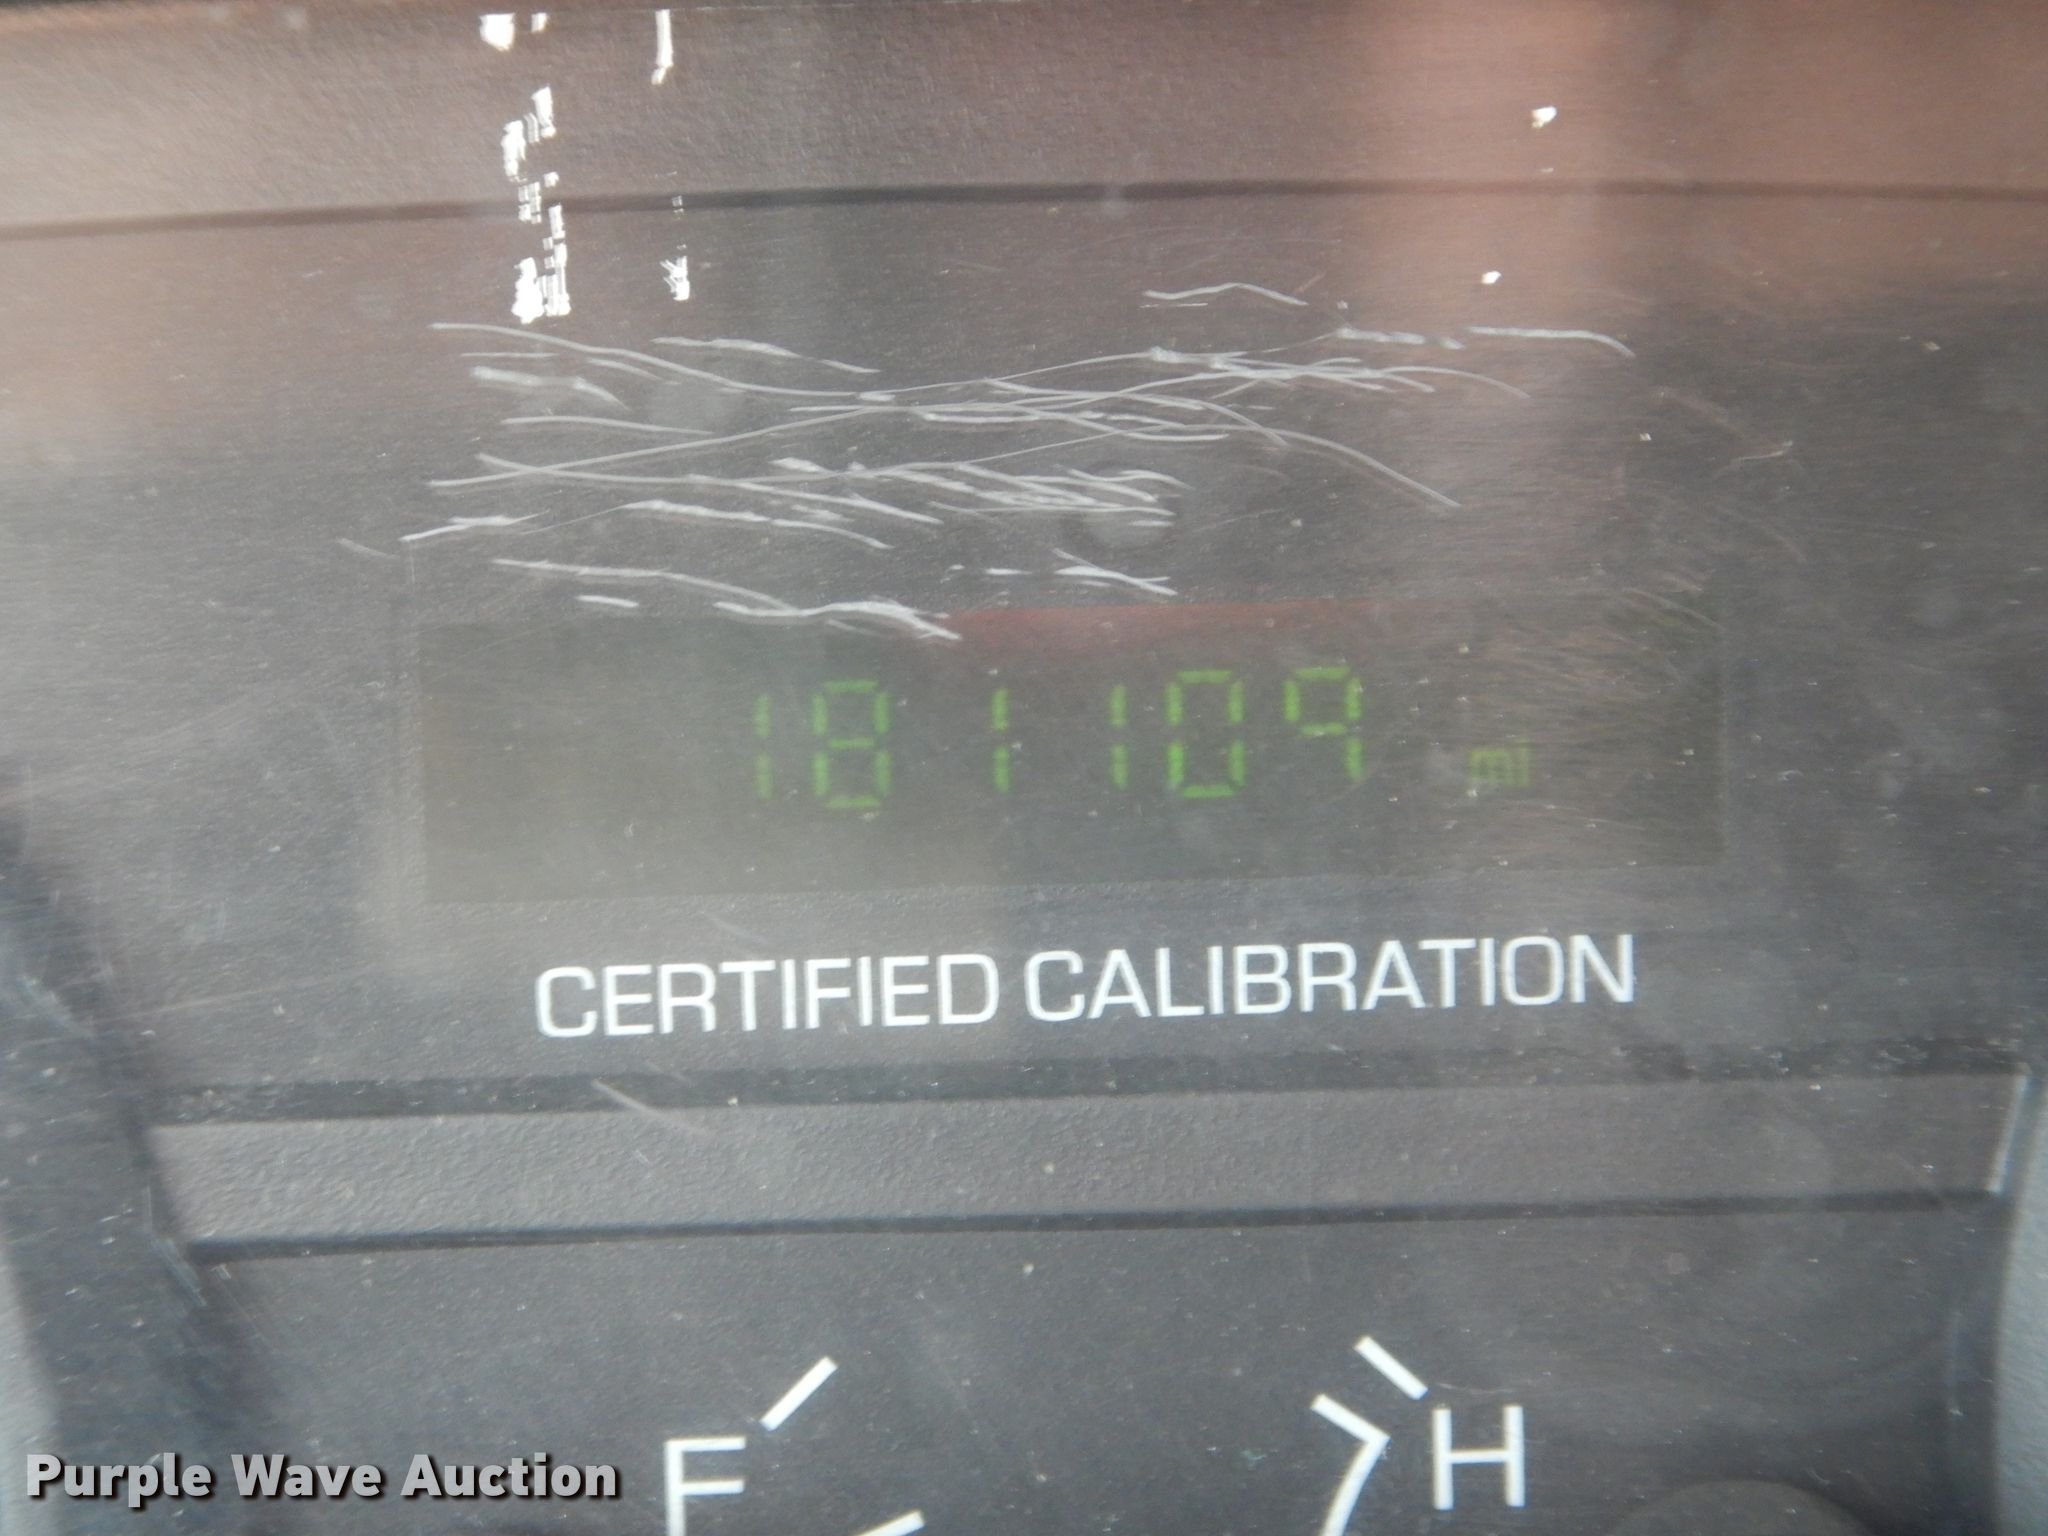 181109 mi
CERTIFIED CALIBRATION
F H
Purple Wave Auction